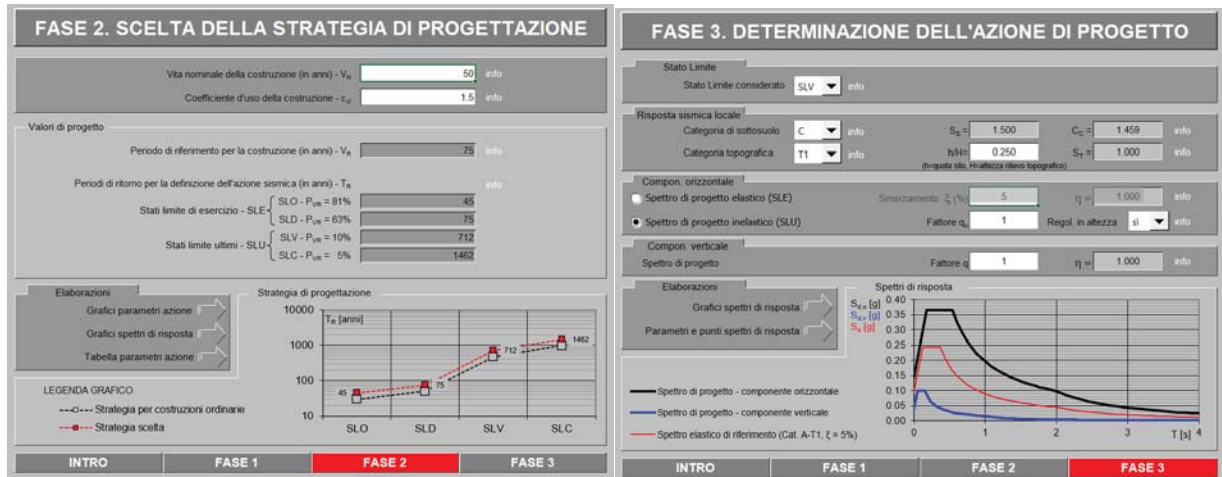 FASE 2. SCELTA DELLA STRATEGIA DI PROGETTAZIONE
Vita nominale della costruzione (in anni) - V_N 50 info
Coefficiente d'uso della costruzione - c_U 1.5 info
Valori di progetto
Periodo di riferimento per la costruzione (in anni) - V_R 75 info
Periodi di ritorno per la definizione dell'azione sismica (in anni) - T_R info
Stati limite di esercizio - SLE
SLO - P_VR = 81% 45
SLD - P_VR = 63% 75
Stati limite ultimi - SLU
SLV - P_VR = 10% 712
SLC - P_VR = 5% 1462
Elaborazioni
Grafici parametri azione
Grafici spettri di risposta
Tabella parametri azione
Strategia di progettazione
T_R [anni]
10000
1000
100
10
45
75
712
1462
SLO SLD SLV SLC
LEGENDA GRAFICO
Strategia per costruzioni ordinarie
Strategia scelta
INTRO FASE 1 FASE 2 FASE 3
FASE 3. DETERMINAZIONE DELL'AZIONE DI PROGETTO
Stato Limite
Stato Limite considerato SLV info
Risposta sismica locale
Categoria di sottosuolo C info S_S = 1.500 C_C = 1.459 info
Categoria topografica T1 info h/H= 0.250 S_T = 1.000 info
(h=quota sito, H=altezza rilievo topografico)
Compon. orizzontale
Spettro di progetto elastico (SLE) Smorzamento ξ (%) 5 η = 1.000 info
Spettro di progetto inelastico (SLU) Fattore q_o 1 Regol. in altezza sì info
Compon. verticale
Spettro di progetto Fattore q 1 η = 1.000 info
Elaborazioni
Grafici spettri di risposta
Parametri e punti spettri di risposta
Spettri di risposta
S_d,o [g]
S_d,v [g]
S_e [g]
0.40
0.35
0.30
0.25
0.20
0.15
0.10
0.05
0.00
0 1 2 3 4
T [s]
Spettro di progetto - componente orizzontale
Spettro di progetto - componente verticale
Spettro elastico di riferimento (Cat. A-T1, ξ = 5%)
INTRO FASE 1 FASE 2 FASE 3